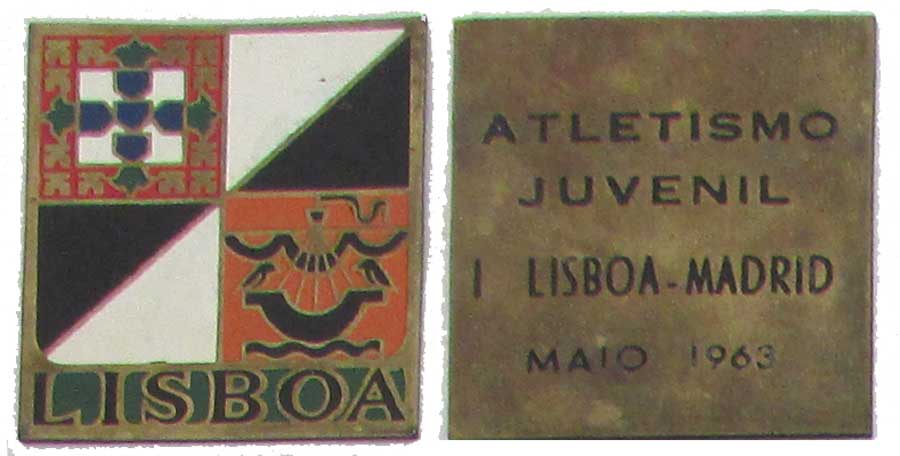 LISBOA
ATLETISMO
JUVENIL
I LISBOA-MADRID
MAIO 1963